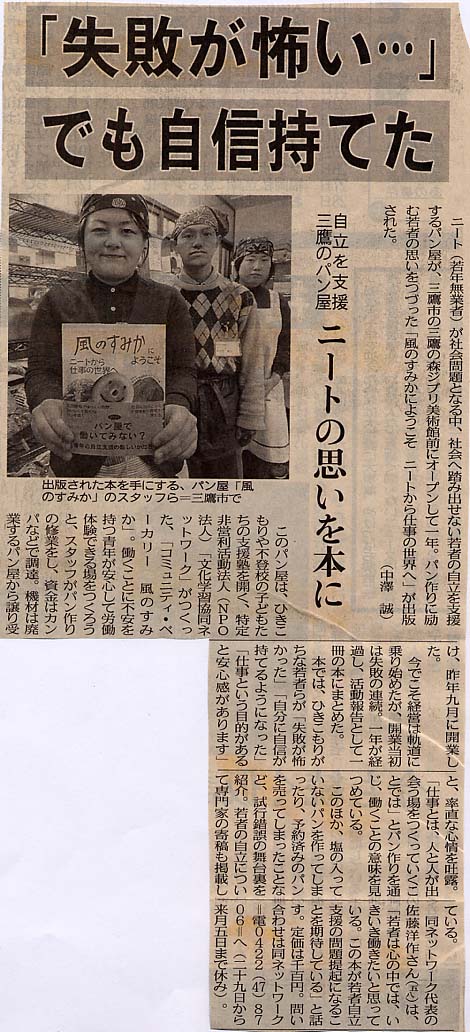 「失敗が怖い…」
でも自信持てた
自立を支援
三鷹のパン屋
ニートの思いを本に
ニート（若年無業者）が社会問題となる中、社会へ踏み出せない若者の自立を支援
するパン屋が、三鷹市の三鷹の森ジブリ美術館前にオープンして一年。パン作りに励
む若者の思いをつづった「風のすみかにようこそ　ニートから仕事の世界へ」が出版
された。
（中澤　誠）
風のすみか
に
ようこそ
ニートから
仕事の世界へ
パン屋で
働いてみない？
出版された本を手にする、パン屋「風
のすみか」のスタッフら＝三鷹市で
このパン屋は、ひきこ
もりや不登校の子どもた
ちの支援塾を開く、特定
非営利活動法人（ＮＰＯ
法人）「文化学習協同ネ
ットワーク」がつくっ
た、「コミュニティ・ベ
ーカリー　風のすみ
か」。働くことに不安を
持つ青年が安心して労働
体験できる場をつくろう
と、スタッフがパン作り
の修業をし、資金はカン
パなどで調達。機材は廃
業するパン屋から譲り受
け、昨年九月に開業し
た。
今でこそ経営は軌道に
乗り始めたが、開業当初
は失敗の連続。一年が経
過し、活動報告として一
冊の本にまとめた。
本では、ひきこもりが
ちな若者らが「失敗が怖
かった」「自分に自信が
持てるようになった」
「仕事という目的がある
と安心感があります」
と、率直な心情を吐露。
「仕事とは、人と人が出
会う場をつくっていくこ
とでは」とパン作りを通
じ、働くことの意味を見
つめている。
このほか、塩の入って
いないパンを作ってしま
ったり、予約済みのパン
を売ってしまったことな
ど、試行錯誤の舞台裏を
紹介。若者の自立につい
て専門家の寄稿も掲載し
ている。
同ネットワーク代表の
佐藤洋作さん（五八）は、
「若者は心の中では、い
きいき働きたいと思って
いる。この本が若者自立
支援の問題提起になるこ
とを期待している」と話
す。定価は千百円。問い
合わせは同ネットワーク
＝電０４２２（４７）８７
０６＝へ（二十九日から
来月五日まで休み）。